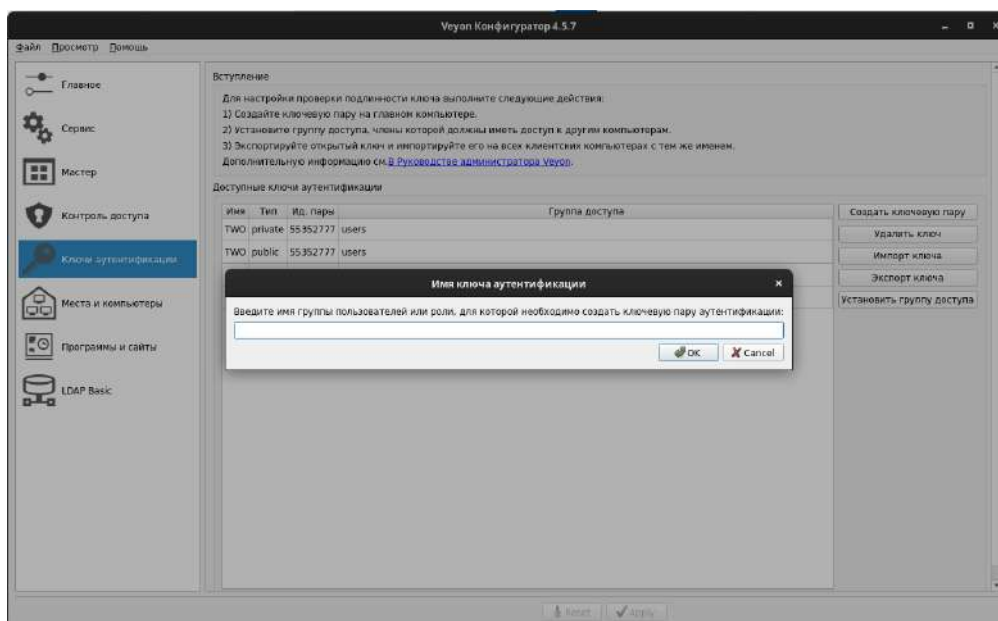 Veyon Конфигуратор 4.5.7
Файл Просмотр Помощь
Главное
Сервис
Мастер
Контроль доступа
Ключи аутентификации
Места и компьютеры
Программы и сайты
LDAP Basic
Вступление
Для настройки проверки подлинности ключа выполните следующие действия:
1) Создайте ключевую пару на главном компьютере.
2) Установите группу доступа, члены которой должны иметь доступ к другим компьютерам.
3) Экспортируйте открытый ключ и импортируйте его на всех клиентских компьютерах с тем же именем.
Дополнительную информацию см.В Руководстве администратора Veyon.
Доступные ключи аутентификации
Имя Тип Ид. пары Группа доступа
TWO private 55352777 users
TWO public 55352777 users
Создать ключевую пару
Удалить ключ
Импорт ключа
Экспорт ключа
Установить группу доступа
Имя ключа аутентификации
Введите имя группы пользователей или роли, для которой необходимо создать ключевую пару аутентификации:
OK Cancel
Reset Apply